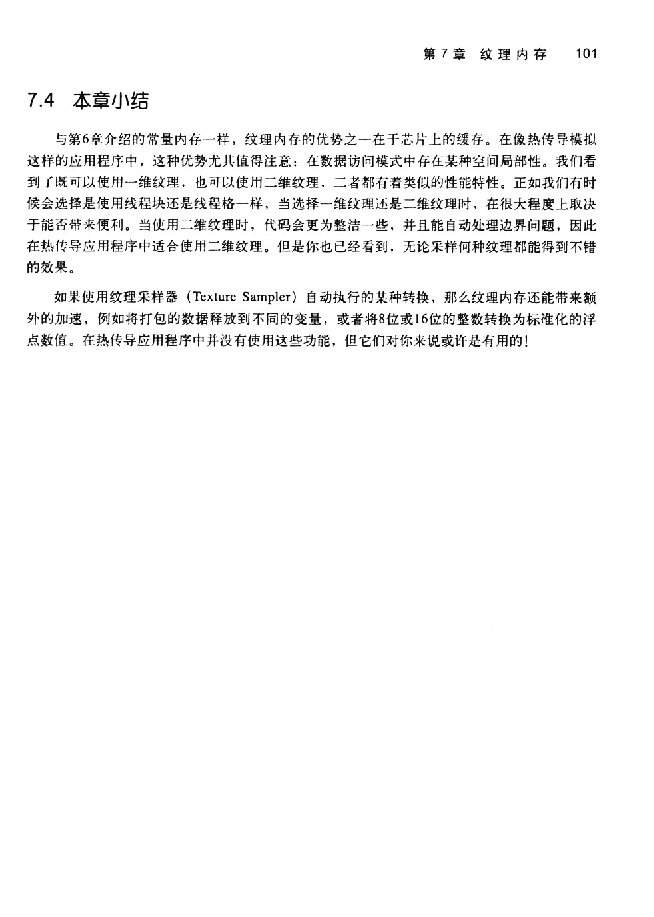 第 7 章 纹 理 内 存 101
7.4 本章小结
与第6章介绍的常量内存一样，纹理内存的优势之一在于芯片上的缓存。在像热传导模拟
这样的应用程序中，这种优势尤其值得注意：在数据访问模式中存在某种空间局部性。我们看
到了既可以使用一维纹理，也可以使用二维纹理，二者都有着类似的性能特性。正如我们有时
候会选择是使用线程块还是线程格一样，当选择一维纹理还是二维纹理时，在很大程度上取决
于能否带来便利。当使用二维纹理时，代码会更为整洁一些，并且能自动处理边界问题，因此
在热传导应用程序中适合使用二维纹理。但是你也已经看到，无论采样何种纹理都能得到不错
的效果。
如果使用纹理采样器（Texture Sampler）自动执行的某种转换，那么纹理内存还能带来额
外的加速，例如将打包的数据释放到不同的变量，或者将8位或16位的整数转换为标准化的浮
点数值。在热传导应用程序中并没有使用这些功能，但它们对你来说或许是有用的！